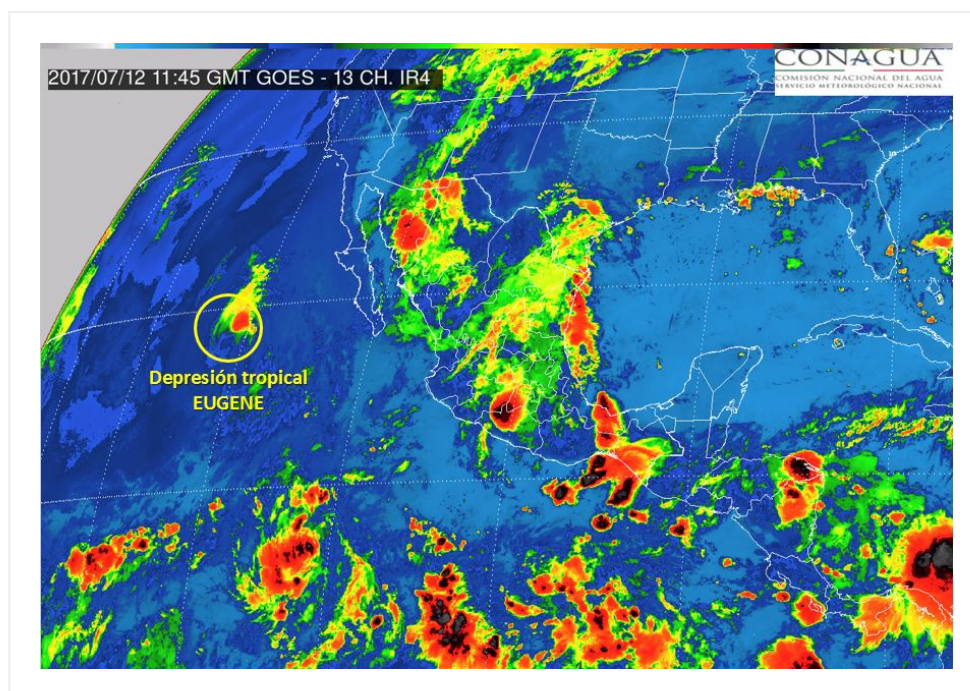 2017/07/12 11:45 GMT GOES - 13 CH. IR4
CONAGUA
COMISIÓN NACIONAL DEL AGUA
SERVICIO METEOROLÓGICO NACIONAL
Depresión tropical
EUGENE